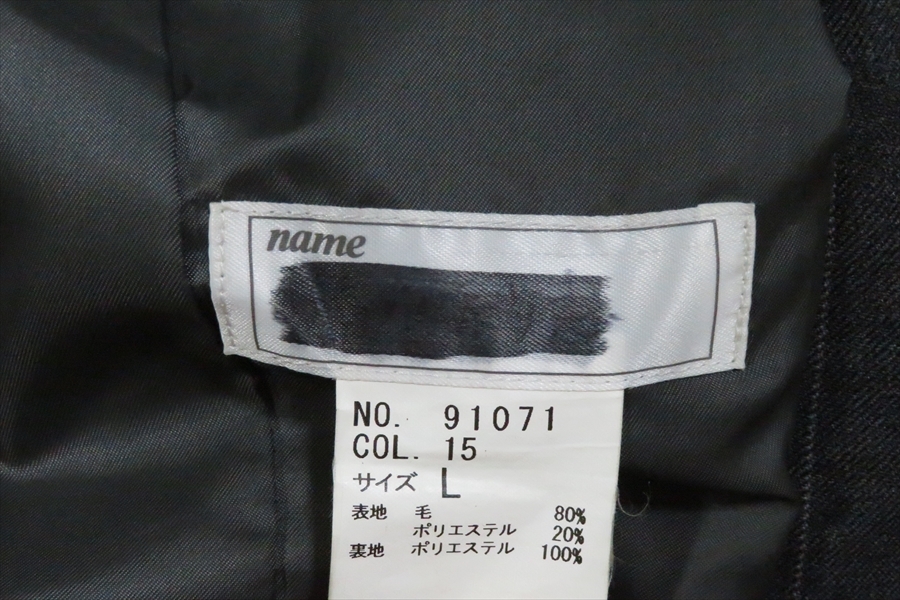 name
NO. 91071
COL. 15
サイズ L
表地 毛 80%
ポリエステル 20%
裏地 ポリエステル 100%